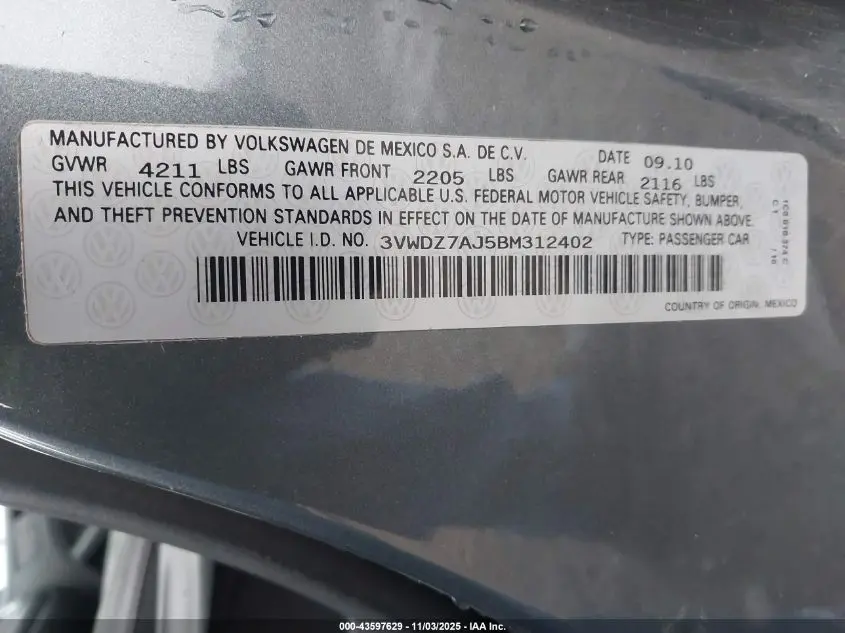 MANUFACTURED BY VOLKSWAGEN DE MEXICO S.A. DE C.V. DATE 09.10
GVWR 4211 LBS GAWR FRONT 2205 LBS GAWR REAR 2116 LBS
THIS VEHICLE CONFORMS TO ALL APPLICABLE U.S. FEDERAL MOTOR VEHICLE SAFETY, BUMPER,
AND THEFT PREVENTION STANDARDS IN EFFECT ON THE DATE OF MANUFACTURE SHOWN ABOVE.
VEHICLE I.D. NO. 3VWDZ7AJ5BM312402 TYPE: PASSENGER CAR
COUNTRY OF ORIGIN: MEXICO
000-43597629 - 11/03/2025 - IAA Inc.